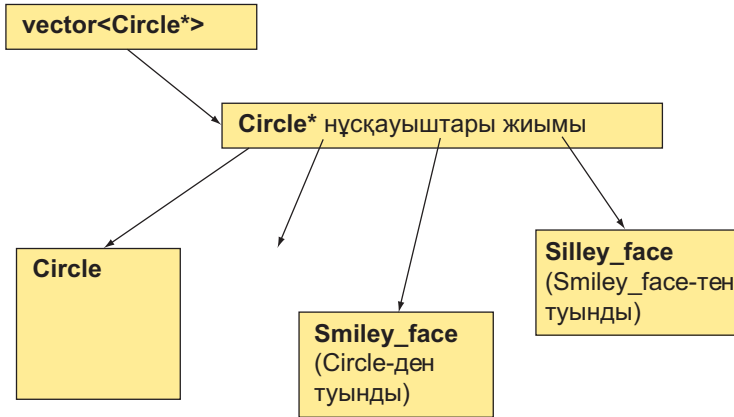 vector<Circle*>
Circle* нұсқауыштары жиымы
Circle
Smiley_face
(Circle-ден
туынды)
Silley_face
(Smiley_face-тен
туынды)